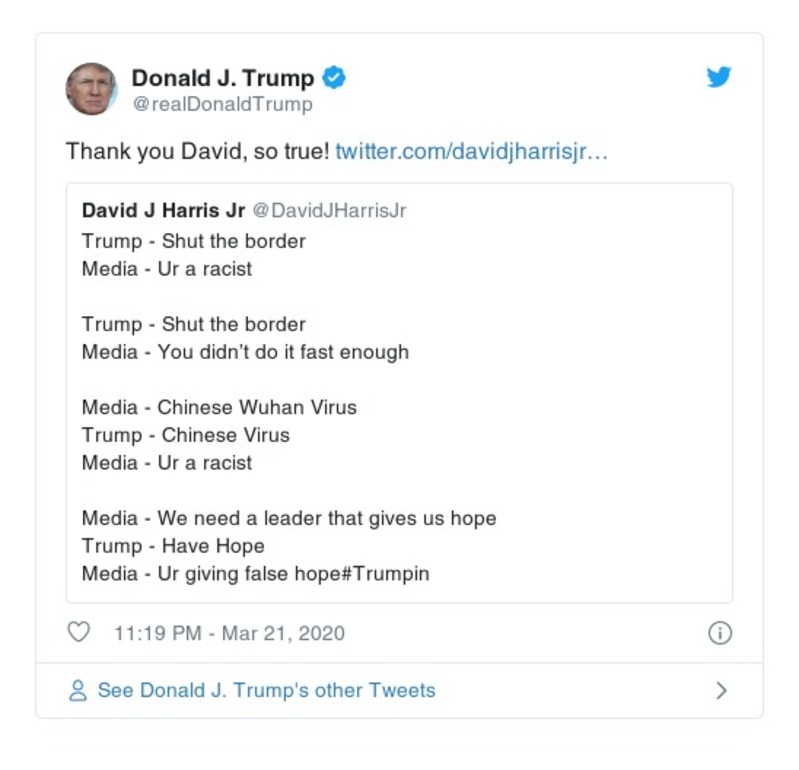 Donald J. Trump
@realDonaldTrump
Thank you David, so true! twitter.com/davidjharrisjr…
David J Harris Jr @DavidJHarrisJr
Trump - Shut the border
Media - Ur a racist
Trump - Shut the border
Media - You didn’t do it fast enough
Media - Chinese Wuhan Virus
Trump - Chinese Virus
Media - Ur a racist
Media - We need a leader that gives us hope
Trump - Have Hope
Media - Ur giving false hope#Trumpin
11:19 PM - Mar 21, 2020
See Donald J. Trump's other Tweets